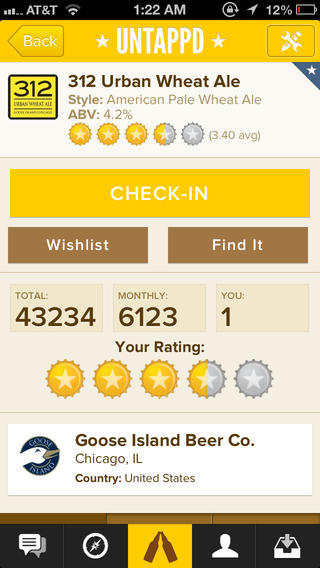 AT&T 1:22 AM 12%
Back UNTAPPD
312 Urban Wheat Ale
312
URBAN WHEAT ALE
GOOSE ISLAND CHICAGO
Style: American Pale Wheat Ale
ABV: 4.2%
(3.40 avg)
CHECK-IN
Wishlist Find It
TOTAL: MONTHLY: YOU:
43234 6123 1
Your Rating:
GOOSE
ISLAND
Goose Island Beer Co.
Chicago, IL
Country: United States